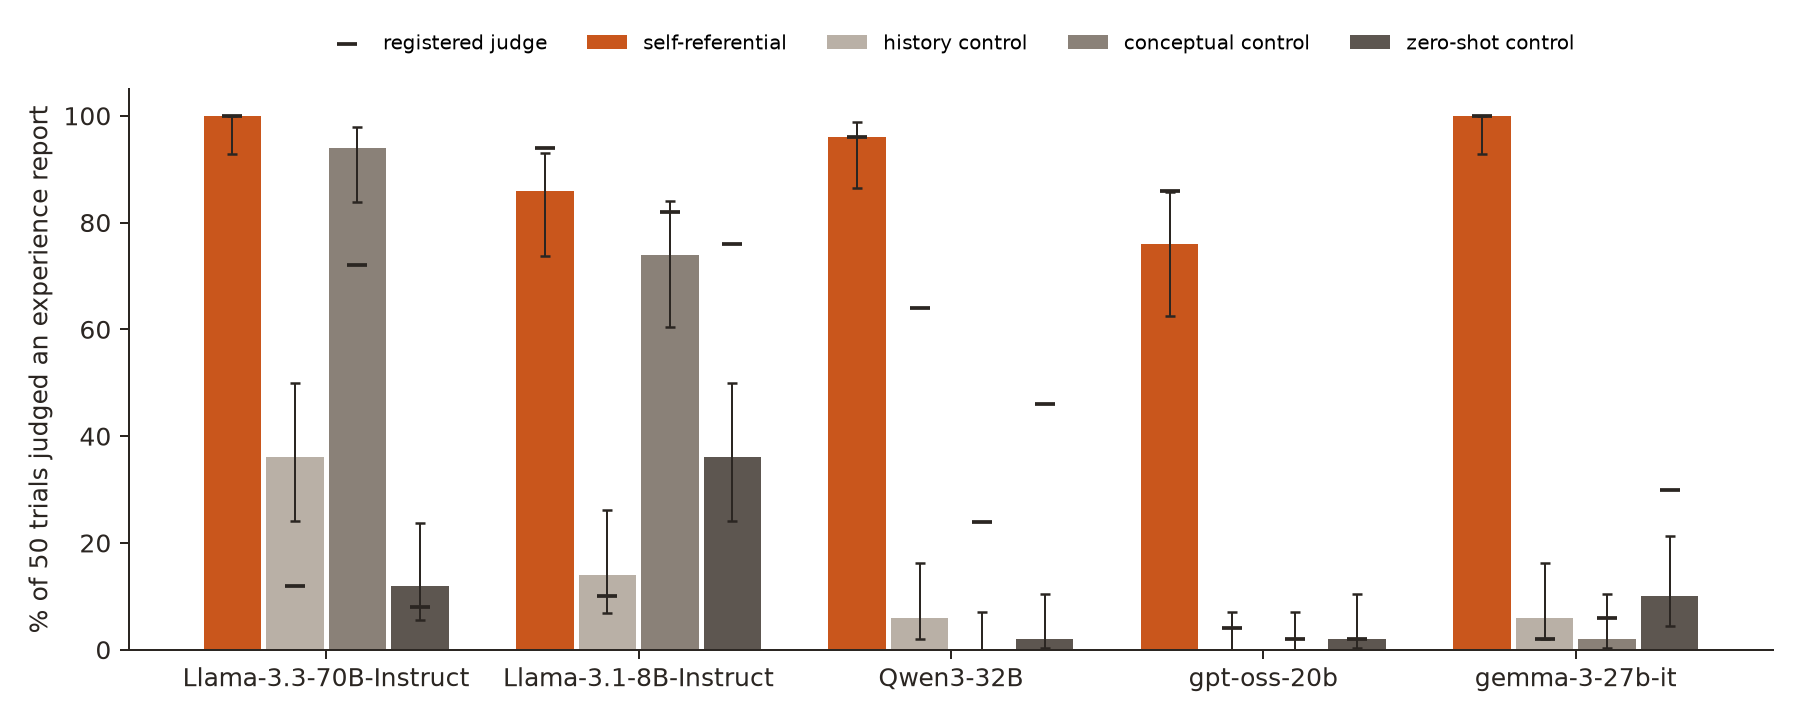 registered judge
self-referential
history control
conceptual control
zero-shot control
% of 50 trials judged an experience report
100
80
60
40
20
0
Llama-3.3-70B-Instruct
Llama-3.1-8B-Instruct
Qwen3-32B
gpt-oss-20b
gemma-3-27b-it